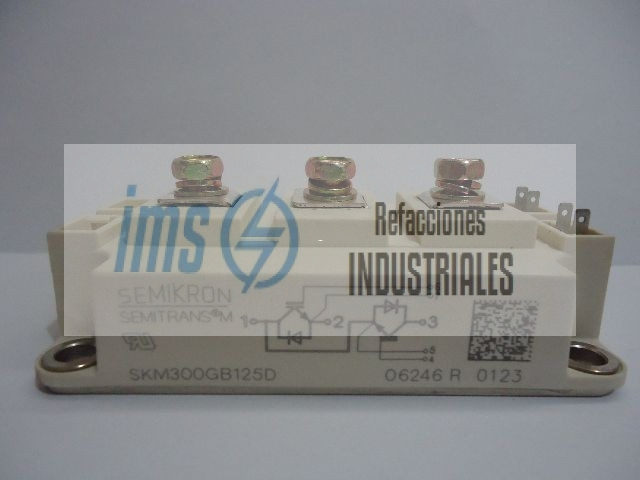 ims
Refacciones
INDUSTRIALES
SEMIKRON
SEMITRANS®M
1 2 3
5
4
SKM300GB125D
06246 R 0123